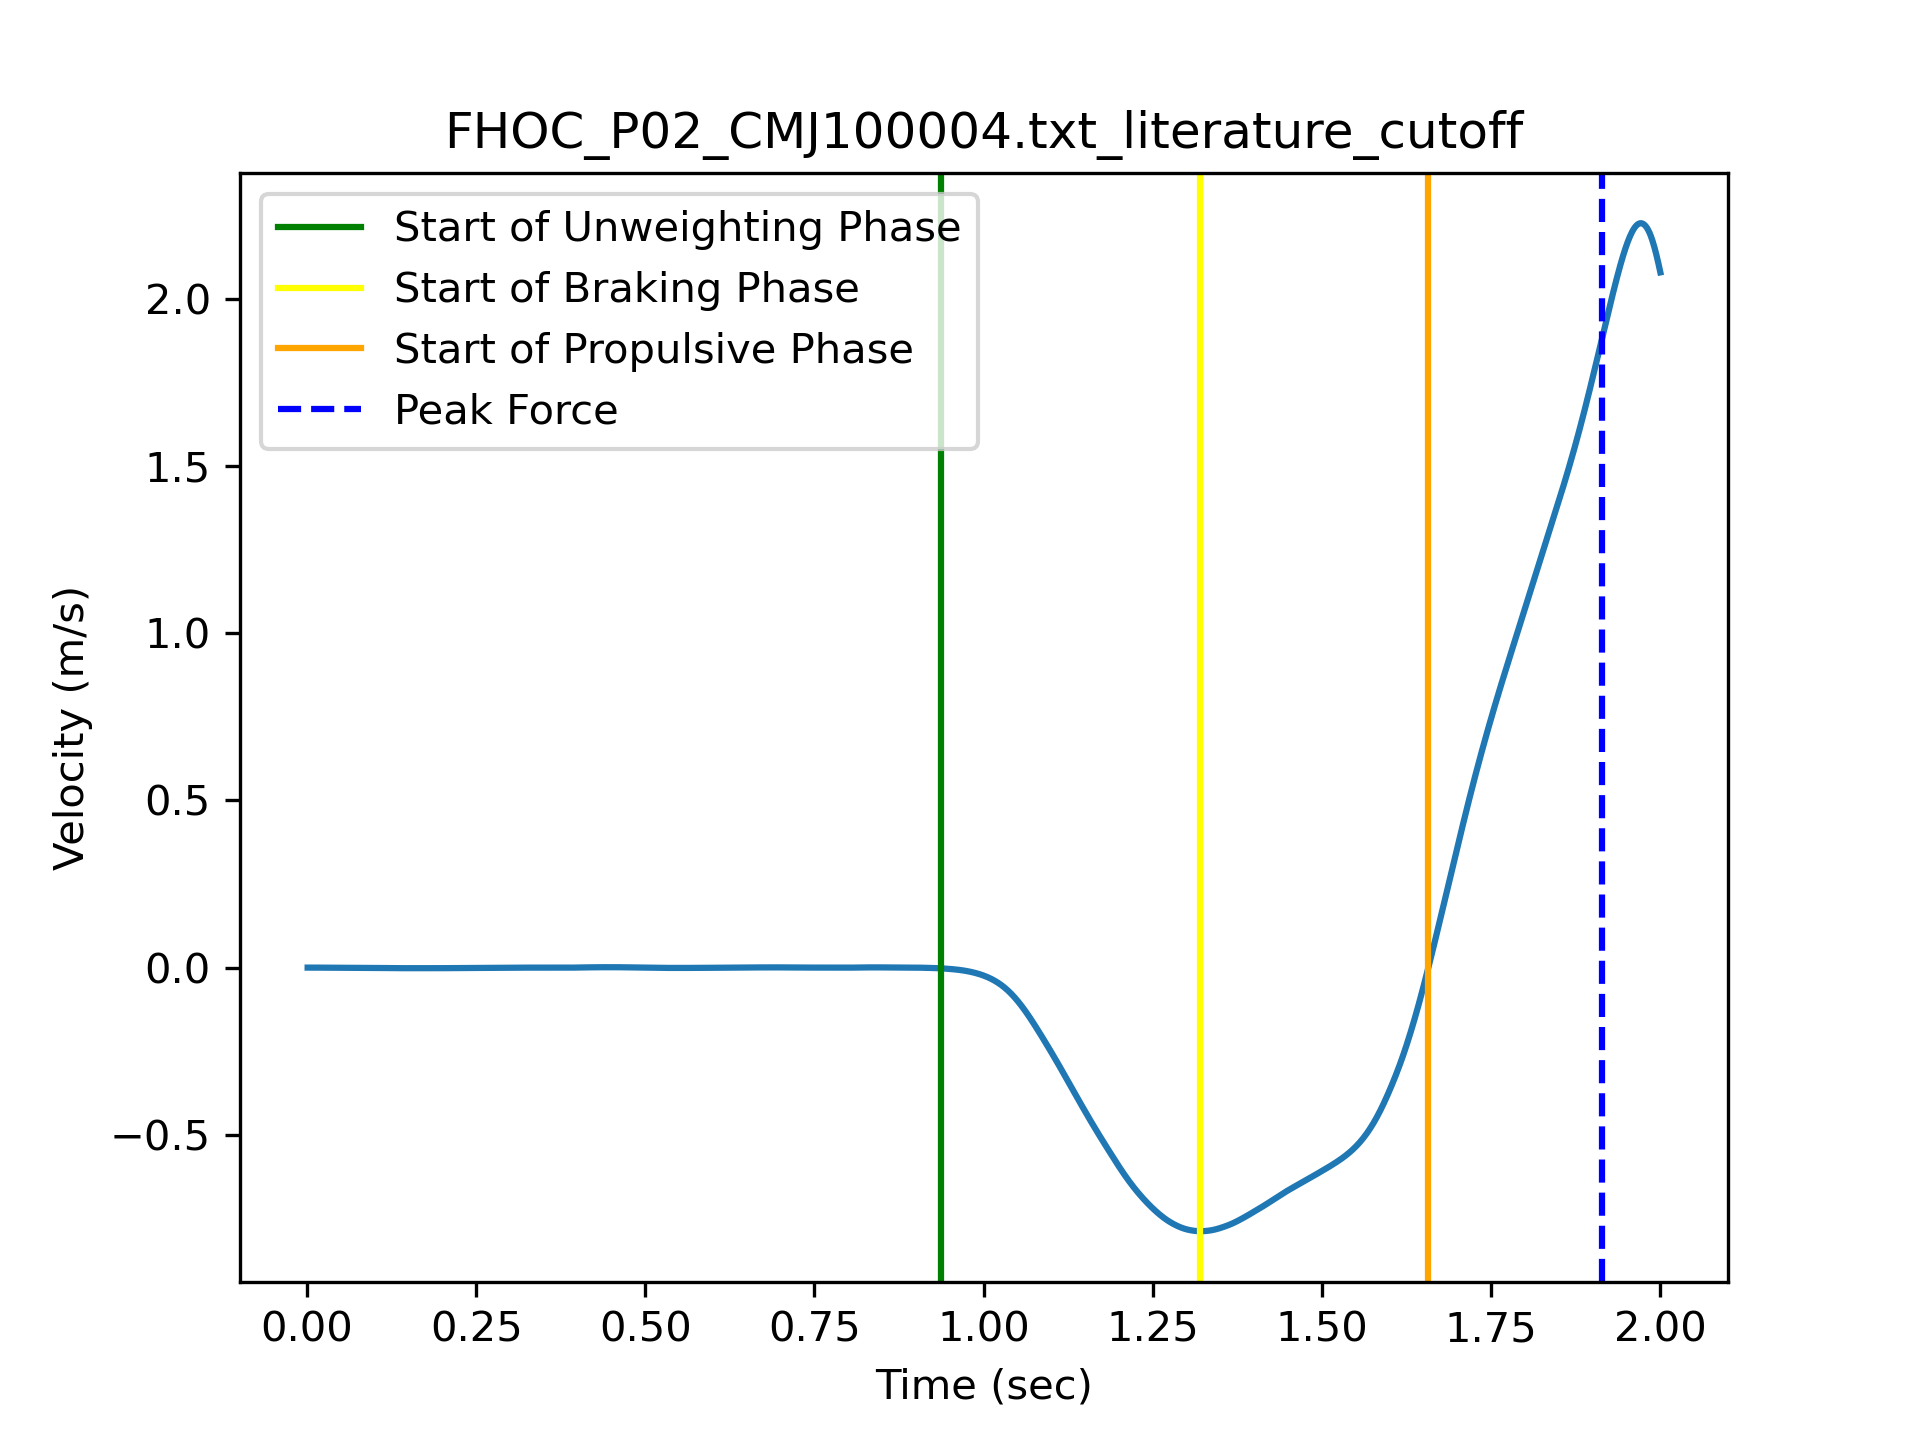 FHOC_P02_CMJ100004.txt_literature_cutoff
Start of Unweighting Phase
Start of Braking Phase
Start of Propulsive Phase
Peak Force
2.0
1.5
1.0
0.5
0.0
−0.5
Velocity (m/s)
0.00 0.25 0.50 0.75 1.00 1.25 1.50 1.75 2.00
Time (sec)